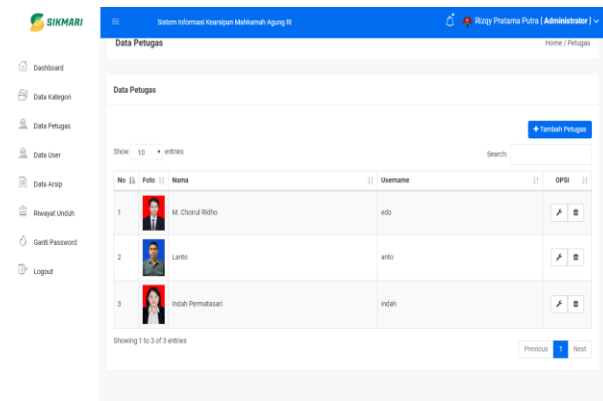 SIKMARI
Sistem Informasi Kearsipan Mahkamah Agung RI
Rizqy Pratama Putra [ Administrator ]
Data Petugas
Home / Petugas
Dashboard
Data Kategori
Data Petugas
Data User
Data Arsip
Riwayat Unduh
Ganti Password
Logout
Data Petugas
+ Tambah Petugas
Show 10 entries
Search:
No Foto Nama Username OPSI
1 M. Choirul Ridho edo
2 Lanto anto
3 Indah Permatasari indah
Showing 1 to 3 of 3 entries
Previous 1 Next